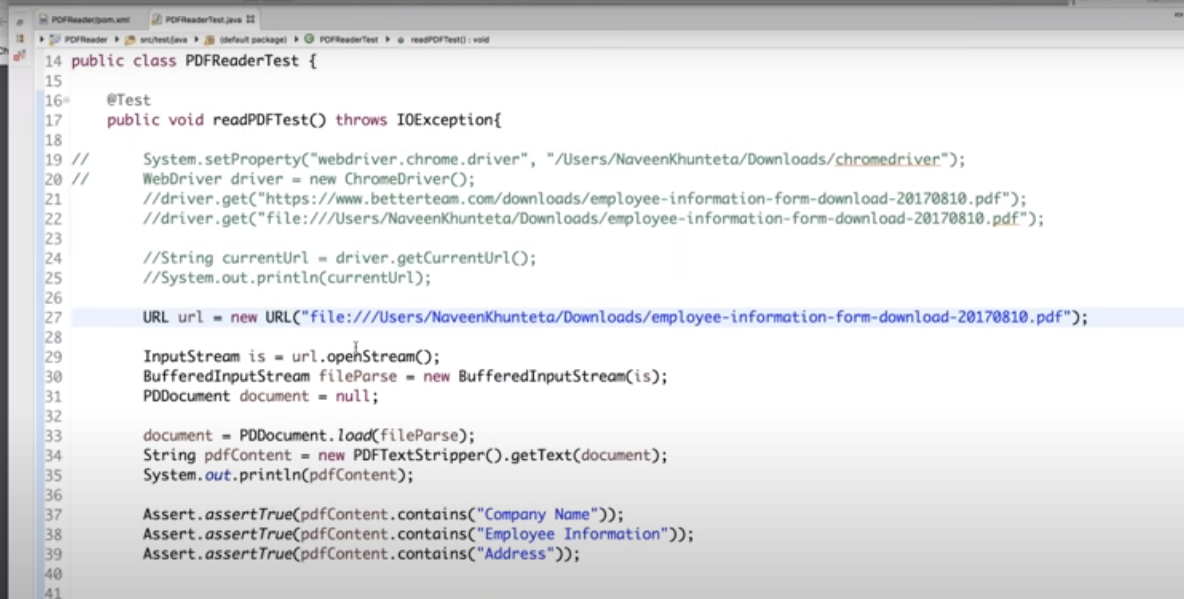 PDFReader/pom.xml PDFReaderTest.java
PDFReader src/test/java (default package) PDFReaderTest readPDFTest() : void
14 public class PDFReaderTest {
15
16 @Test
17 public void readPDFTest() throws IOException{
18
19 // System.setProperty("webdriver.chrome.driver", "/Users/NaveenKhunteta/Downloads/chromedriver");
20 // WebDriver driver = new ChromeDriver();
21 //driver.get("https://www.betterteam.com/downloads/employee-information-form-download-20170810.pdf");
22 //driver.get("file:///Users/NaveenKhunteta/Downloads/employee-information-form-download-20170810.pdf");
23
24 //String currentUrl = driver.getCurrentUrl();
25 //System.out.println(currentUrl);
26
27 URL url = new URL("file:///Users/NaveenKhunteta/Downloads/employee-information-form-download-20170810.pdf");
28
29 InputStream is = url.openStream();
30 BufferedInputStream fileParse = new BufferedInputStream(is);
31 PDDocument document = null;
32
33 document = PDDocument.load(fileParse);
34 String pdfContent = new PDFTextStripper().getText(document);
35 System.out.println(pdfContent);
36
37 Assert.assertTrue(pdfContent.contains("Company Name"));
38 Assert.assertTrue(pdfContent.contains("Employee Information"));
39 Assert.assertTrue(pdfContent.contains("Address"));
40
41